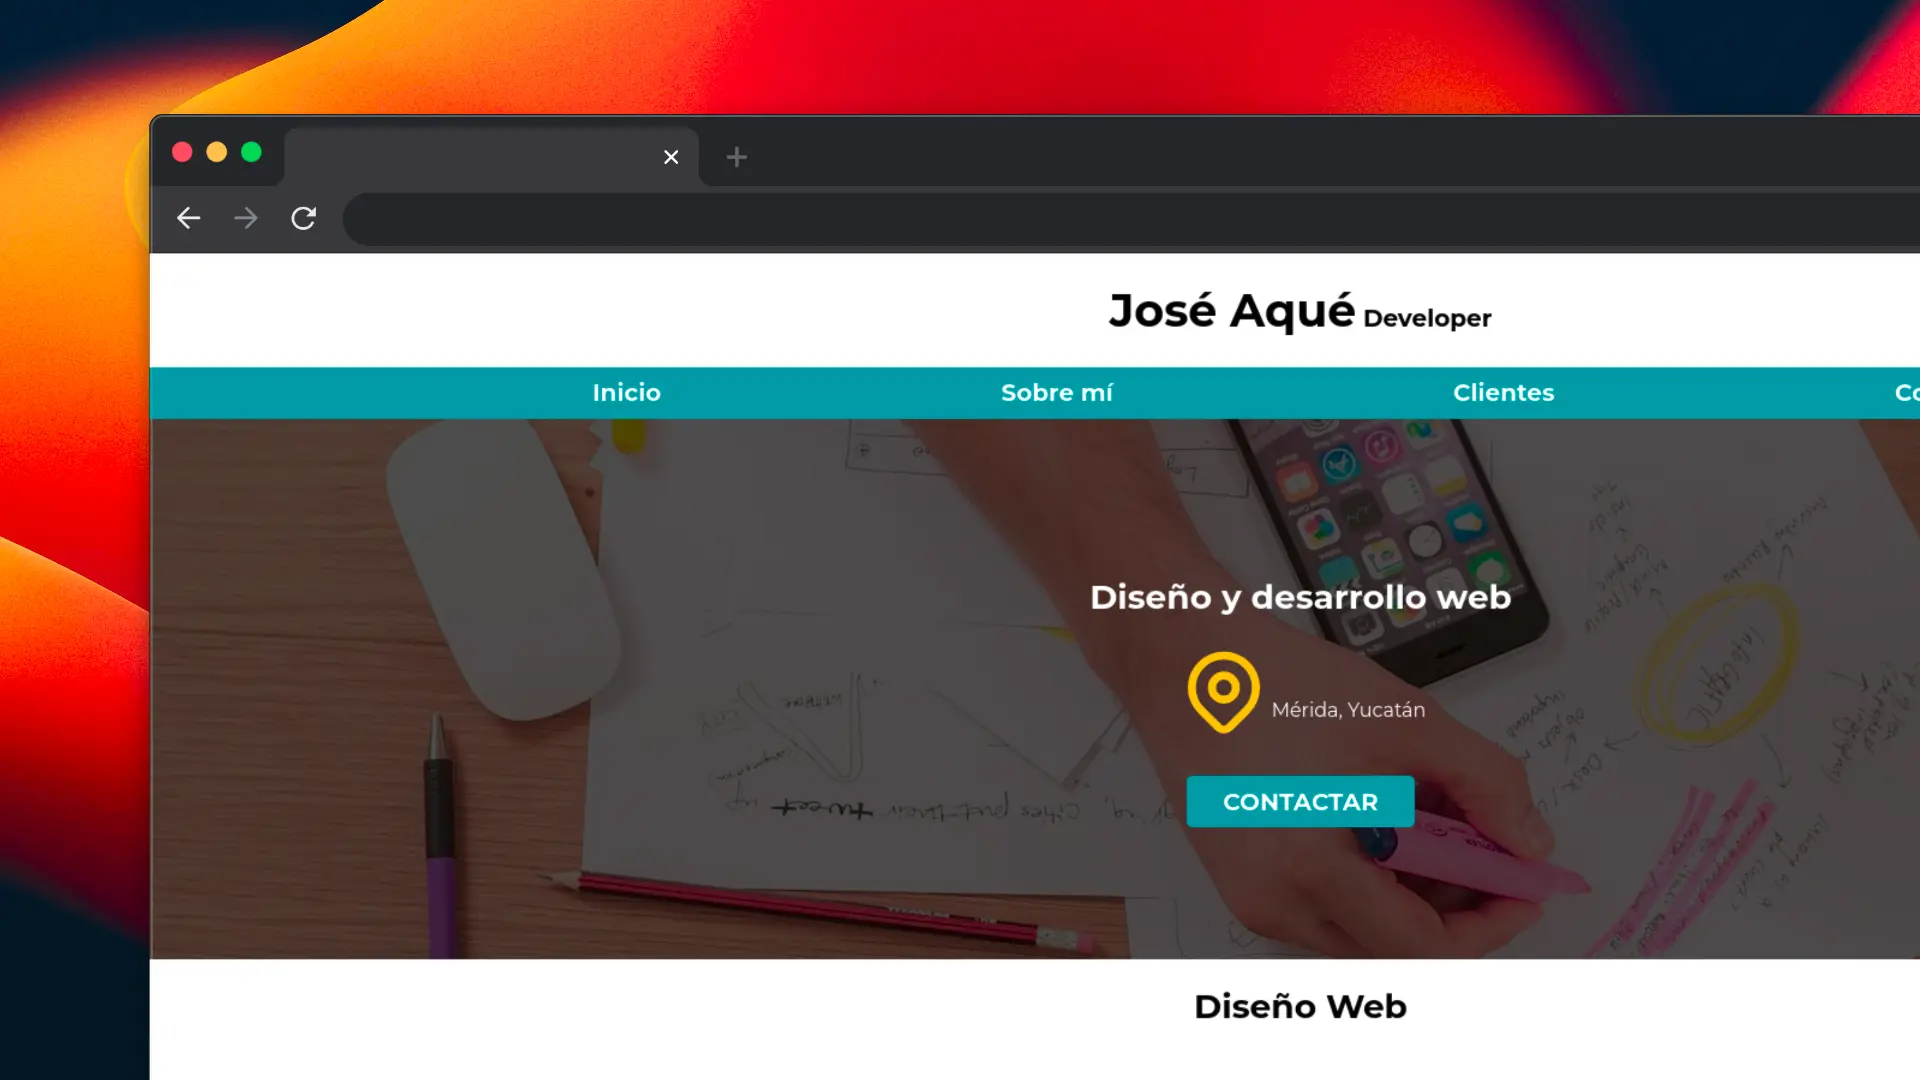 José Aqué Developer
Inicio Sobre mí Clientes Co
Diseño y desarrollo web
Mérida, Yucatán
CONTACTAR
Diseño Web